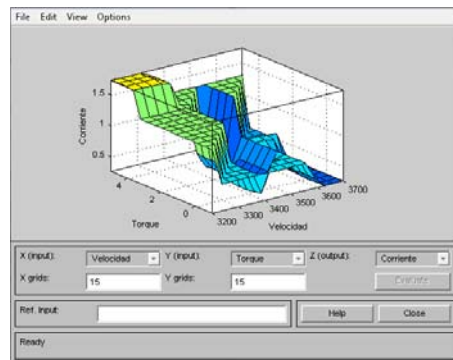 File Edit View Options
1.5
1
0.5
Corriente
4
2
0
Torque
3200
3300
3400
3500
3600
3700
Velocidad
X (input): Velocidad Y (input): Torque Z (output): Corriente
X grids: 15 Y grids: 15 Evaluate
Ref. Input: Help Close
Ready